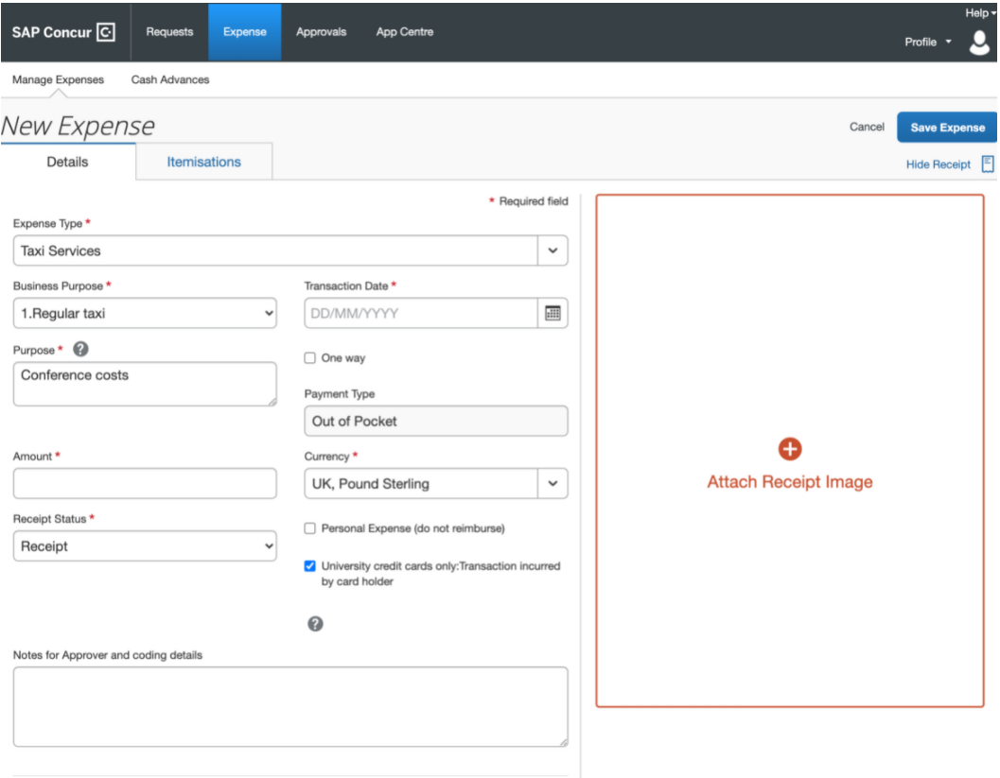 Help
SAP Concur C Requests Expense Approvals App Centre
Profile
Manage Expenses Cash Advances
New Expense
Cancel Save Expense
Details Itemisations
Hide Receipt
* Required field
Expense Type *
Taxi Services
Business Purpose * Transaction Date *
1.Regular taxi DD/MM/YYYY
Purpose * ? One way
Conference costs
Payment Type
Out of Pocket
Amount * Currency *
UK, Pound Sterling
Attach Receipt Image
Receipt Status * Personal Expense (do not reimburse)
Receipt
University credit cards only:Transaction incurred
by card holder
?
Notes for Approver and coding details